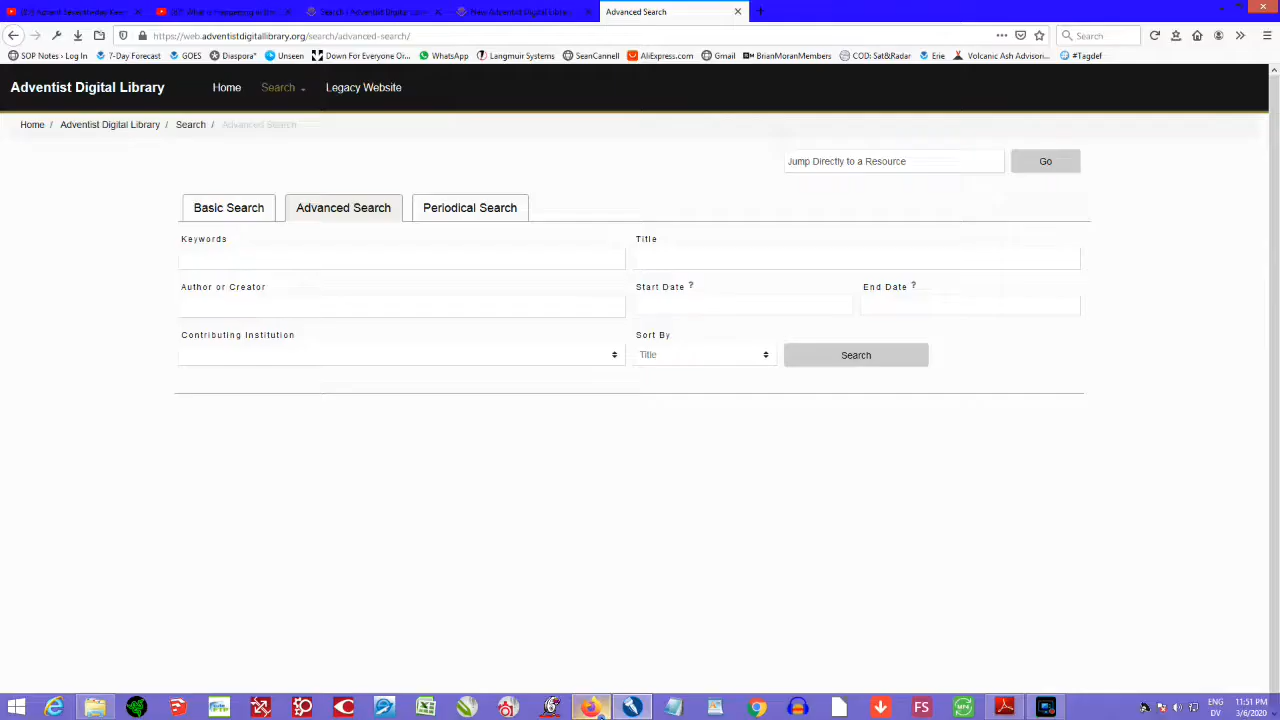 Advanced Search
https://web.adventistdigitallibrary.org/search/advanced-search/
Search
SOP Notes › Log In
7-Day Forecast
GOES
Diaspora*
Unseen
Down For Everyone Or...
WhatsApp
Langmuir Systems
SeanCannell
AliExpress.com
Gmail
BrianMoranMembers
COD: Sat&Radar
Erie
Volcanic Ash Advisori...
#Tagdef
Adventist Digital Library
Home
Search
Legacy Website
Home / Adventist Digital Library / Search / Advanced Search
Jump Directly to a Resource
Go
Basic Search
Advanced Search
Periodical Search
Keywords
Title
Author or Creator
Start Date ?
End Date ?
Contributing Institution
Sort By
Title
Search
FS
ENG
DV
11:51 PM
3/6/2020